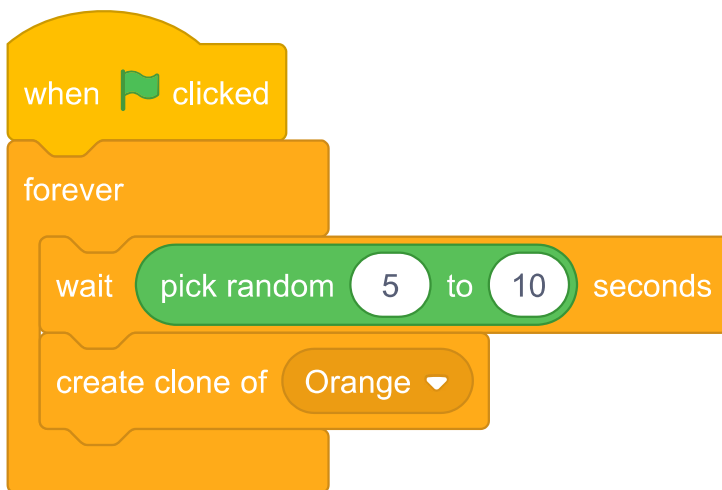 when clicked
forever
wait pick random 5 to 10 seconds
create clone of Orange